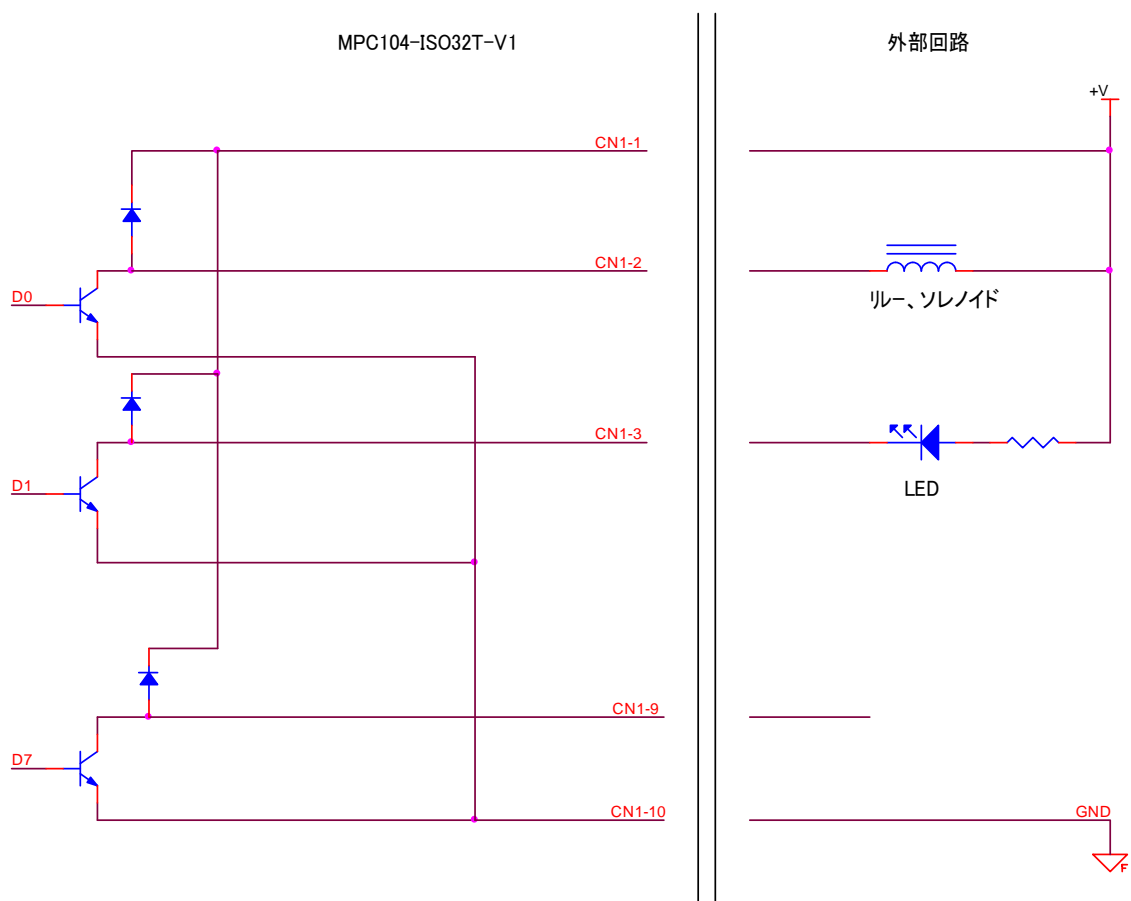 MPC104-ISO32T-V1
外部回路
+V
CN1-1
CN1-2
D0
リレー、ソレノイド
CN1-3
D1
LED
CN1-9
D7
CN1-10
GND
F